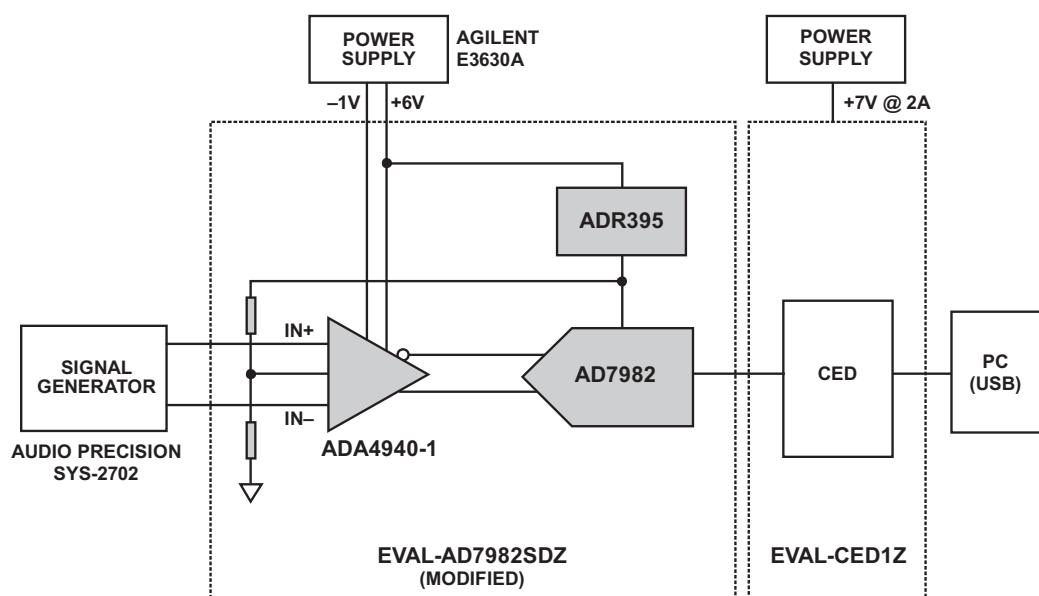 POWER
SUPPLY
AGILENT
E3630A
POWER
SUPPLY
–1V
+6V
+7V @ 2A
ADR395
IN+
SIGNAL
GENERATOR
AD7982
CED
PC
(USB)
IN–
ADA4940-1
AUDIO PRECISION
SYS-2702
EVAL-AD7982SDZ
(MODIFIED)
EVAL-CED1Z